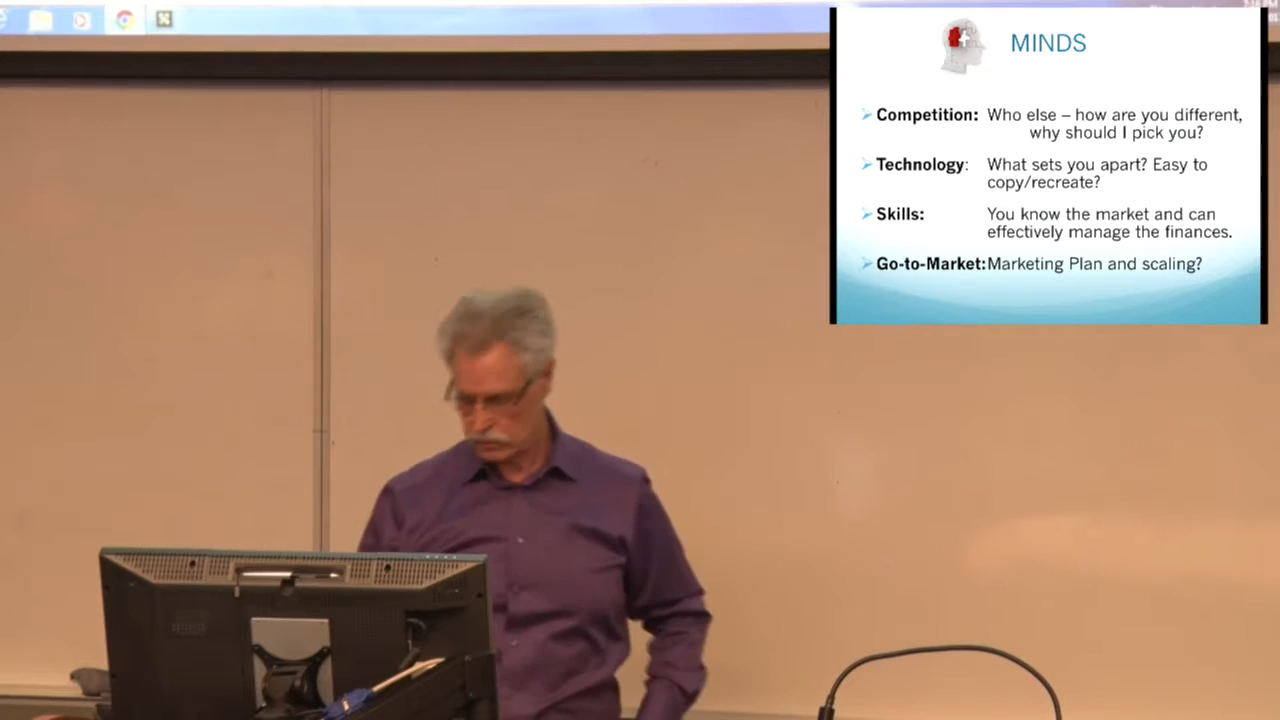 MINDS
Competition: Who else – how are you different,
why should I pick you?
Technology: What sets you apart? Easy to
copy/recreate?
Skills: You know the market and can
effectively manage the finances.
Go-to-Market: Marketing Plan and scaling?